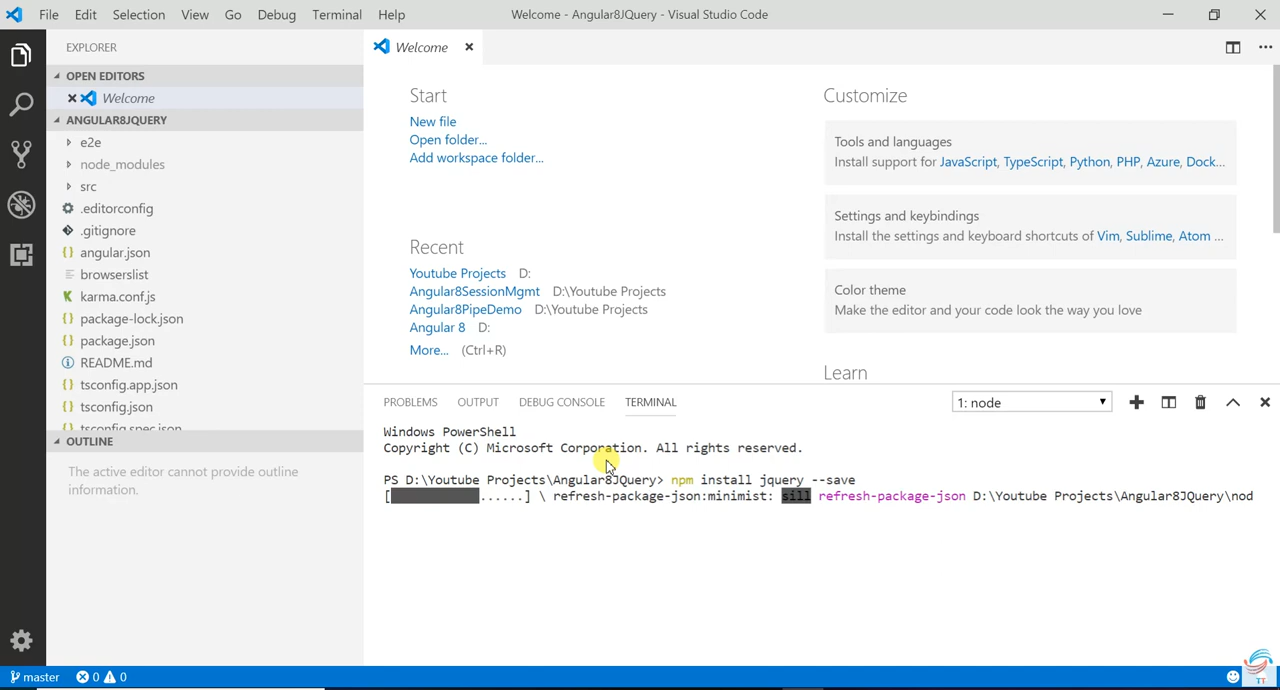 File Edit Selection View Go Debug Terminal Help
Welcome - Angular8JQuery - Visual Studio Code
EXPLORER
OPEN EDITORS
Welcome
ANGULAR8JQUERY
e2e
node_modules
src
.editorconfig
.gitignore
angular.json
browserslist
karma.conf.js
package-lock.json
package.json
README.md
tsconfig.app.json
tsconfig.json
tsconfig.spec.json
OUTLINE
The active editor cannot provide outline
information.
Welcome
Start
New file
Open folder...
Add workspace folder...
Recent
Youtube Projects D:
Angular8SessionMgmt D:\Youtube Projects
Angular8PipeDemo D:\Youtube Projects
Angular 8 D:
More... (Ctrl+R)
Customize
Tools and languages
Install support for JavaScript, TypeScript, Python, PHP, Azure, Dock...
Settings and keybindings
Install the settings and keyboard shortcuts of Vim, Sublime, Atom ...
Color theme
Make the editor and your code look the way you love
Learn
PROBLEMS OUTPUT DEBUG CONSOLE TERMINAL
1: node
Windows PowerShell
Copyright (C) Microsoft Corporation. All rights reserved.
PS D:\Youtube Projects\Angular8JQuery> npm install jquery --save
[ ......] \ refresh-package-json:minimist: sill refresh-package-json D:\Youtube Projects\Angular8JQuery\nod
master 0 0
TT